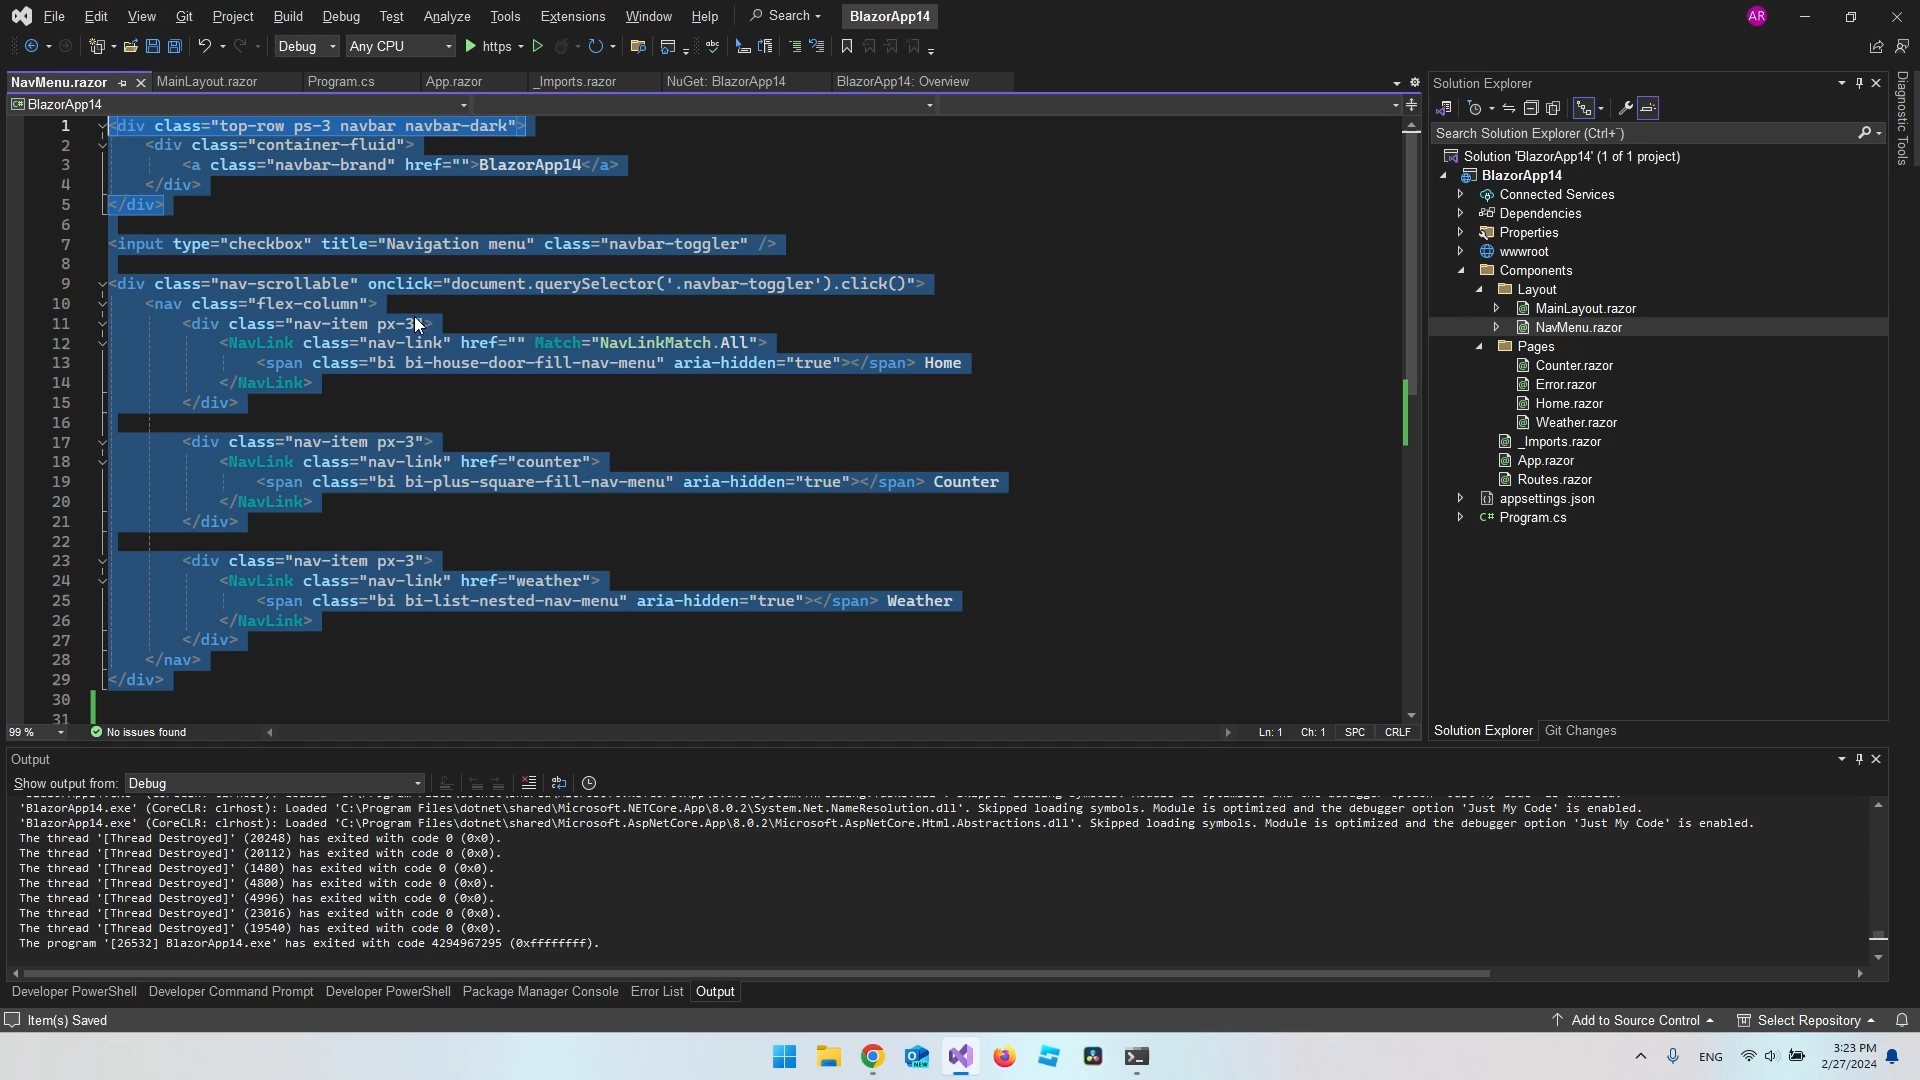 File Edit View Git Project Build Debug Test Analyze Tools Extensions Window Help Search BlazorApp14 AR
Debug Any CPU https
NavMenu.razor MainLayout.razor Program.cs App.razor _Imports.razor NuGet: BlazorApp14 BlazorApp14: Overview
BlazorApp14
1 <div class="top-row ps-3 navbar navbar-dark">
2 <div class="container-fluid">
3 <a class="navbar-brand" href="">BlazorApp14</a>
4 </div>
5 </div>
6
7 <input type="checkbox" title="Navigation menu" class="navbar-toggler" />
8
9 <div class="nav-scrollable" onclick="document.querySelector('.navbar-toggler').click()">
10 <nav class="flex-column">
11 <div class="nav-item px-3">
12 <NavLink class="nav-link" href="" Match="NavLinkMatch.All">
13 <span class="bi bi-house-door-fill-nav-menu" aria-hidden="true"></span> Home
14 </NavLink>
15 </div>
16
17 <div class="nav-item px-3">
18 <NavLink class="nav-link" href="counter">
19 <span class="bi bi-plus-square-fill-nav-menu" aria-hidden="true"></span> Counter
20 </NavLink>
21 </div>
22
23 <div class="nav-item px-3">
24 <NavLink class="nav-link" href="weather">
25 <span class="bi bi-list-nested-nav-menu" aria-hidden="true"></span> Weather
26 </NavLink>
27 </div>
28 </nav>
29 </div>
30
31
99 % No issues found Ln: 1 Ch: 1 SPC CRLF
Solution Explorer
Search Solution Explorer (Ctrl+¨)
Solution 'BlazorApp14' (1 of 1 project)
BlazorApp14
Connected Services
Dependencies
Properties
wwwroot
Components
Layout
MainLayout.razor
NavMenu.razor
Pages
Counter.razor
Error.razor
Home.razor
Weather.razor
_Imports.razor
App.razor
Routes.razor
appsettings.json
C# Program.cs
Solution Explorer Git Changes
Diagnostic Tools
Output
Show output from: Debug
'BlazorApp14.exe' (CoreCLR: clrhost): Loaded 'C:\Program Files\dotnet\shared\Microsoft.NETCore.App\8.0.2\System.Net.NameResolution.dll'. Skipped loading symbols. Module is optimized and the debugger option 'Just My Code' is enabled.
'BlazorApp14.exe' (CoreCLR: clrhost): Loaded 'C:\Program Files\dotnet\shared\Microsoft.AspNetCore.App\8.0.2\Microsoft.AspNetCore.Html.Abstractions.dll'. Skipped loading symbols. Module is optimized and the debugger option 'Just My Code' is enabled.
The thread '[Thread Destroyed]' (20248) has exited with code 0 (0x0).
The thread '[Thread Destroyed]' (20112) has exited with code 0 (0x0).
The thread '[Thread Destroyed]' (1480) has exited with code 0 (0x0).
The thread '[Thread Destroyed]' (4800) has exited with code 0 (0x0).
The thread '[Thread Destroyed]' (4996) has exited with code 0 (0x0).
The thread '[Thread Destroyed]' (23016) has exited with code 0 (0x0).
The thread '[Thread Destroyed]' (19540) has exited with code 0 (0x0).
The program '[26532] BlazorApp14.exe' has exited with code 4294967295 (0xffffffff).
Developer PowerShell Developer Command Prompt Developer PowerShell Package Manager Console Error List Output
Item(s) Saved Add to Source Control Select Repository
NEW ENG 3:23 PM
2/27/2024